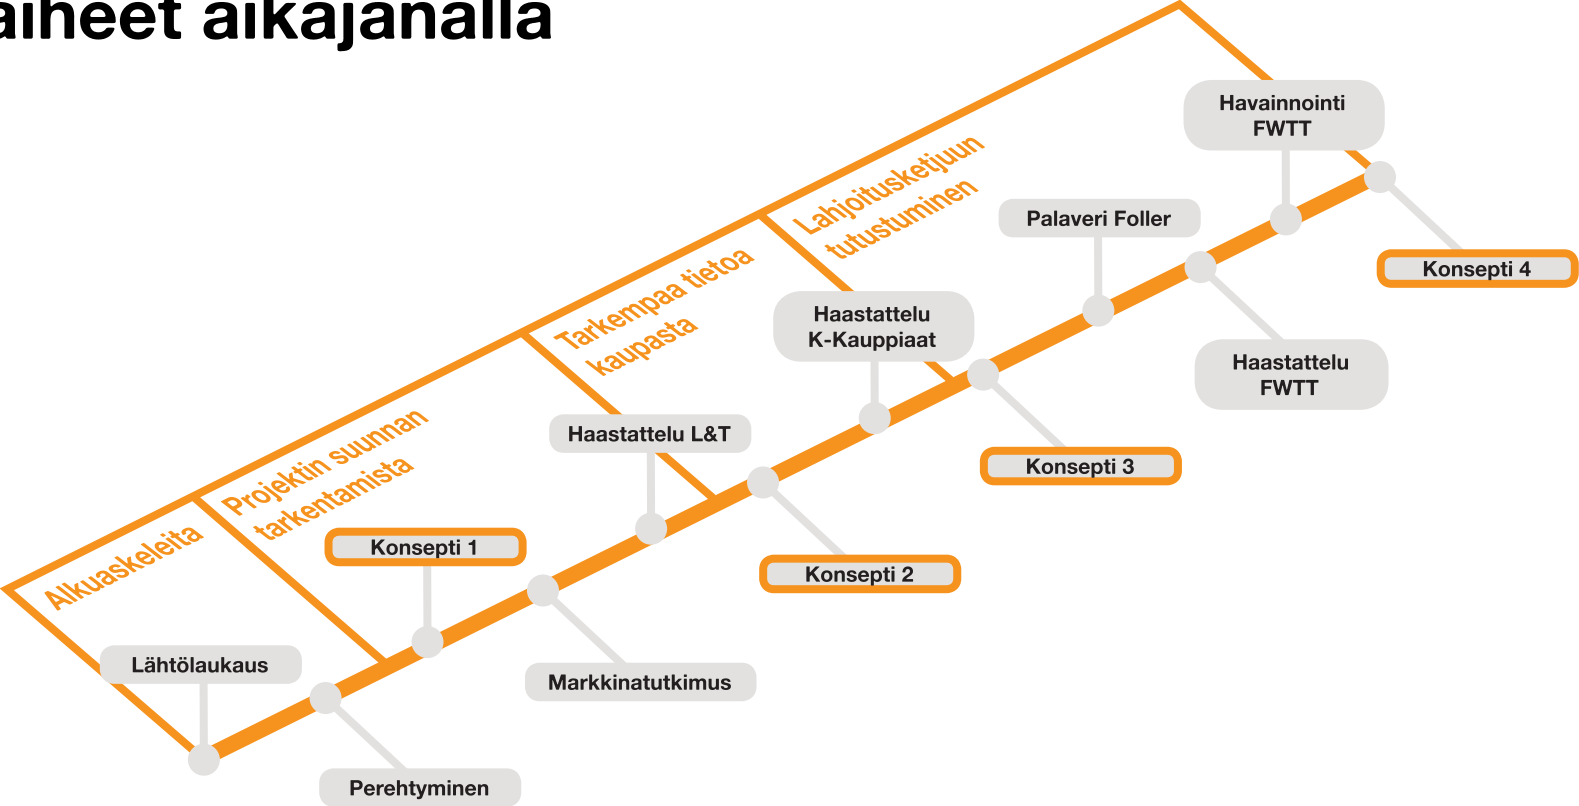 aiheet aikajanalla
Alkuaskeleita
Projektin suunnan
tarkentamista
Tarkempaa tietoa
kaupasta
Lahjoitusketjuun
tutustuminen
Lähtölaukaus
Perehtyminen
Konsepti 1
Markkinatutkimus
Haastattelu L&T
Konsepti 2
Haastattelu
K-Kauppiaat
Konsepti 3
Palaveri Foller
Haastattelu
FWTT
Havainnointi
FWTT
Konsepti 4